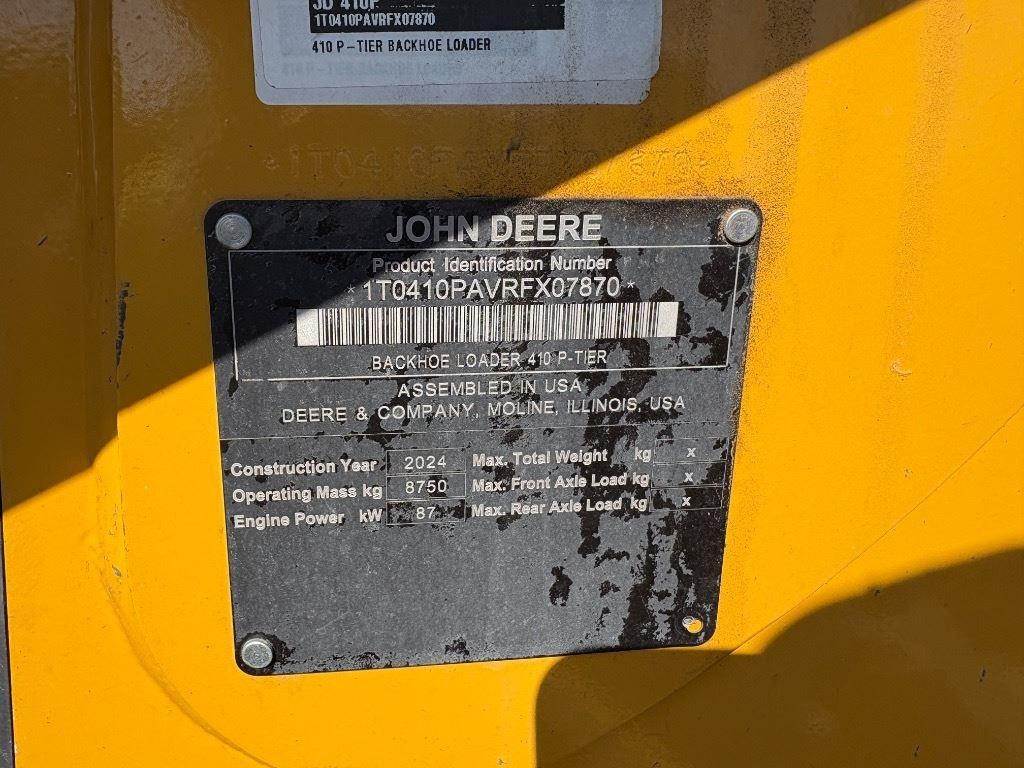 JD 410P
1T0410PAVRFX07870
410 P-TIER BACKHOE LOADER
JOHN DEERE
Product Identification Number
*1T0410PAVRFX07870*
BACKHOE LOADER 410 P-TIER
ASSEMBLED IN USA
DEERE & COMPANY, MOLINE, ILLINOIS, USA
Construction Year 2024 Max. Total Weight kg x
Operating Mass kg 8750 Max. Front Axle Load kg x
Engine Power kW 87 Max. Rear Axle Load kg x